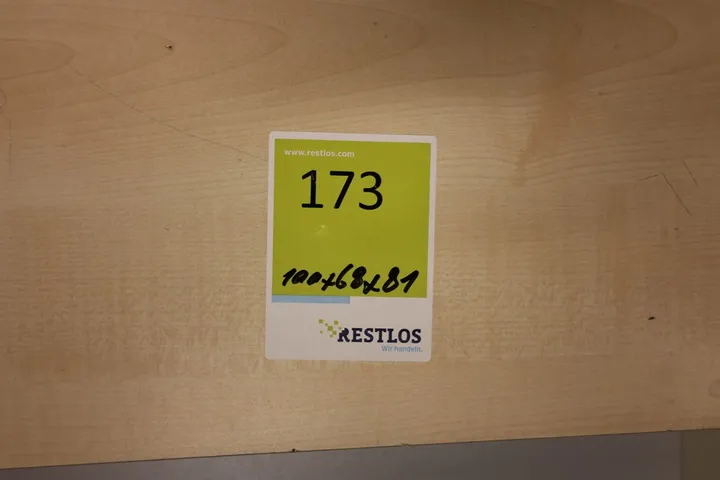 www.restlos.com
173
100x68x81
RESTLOS
Wir handeln.